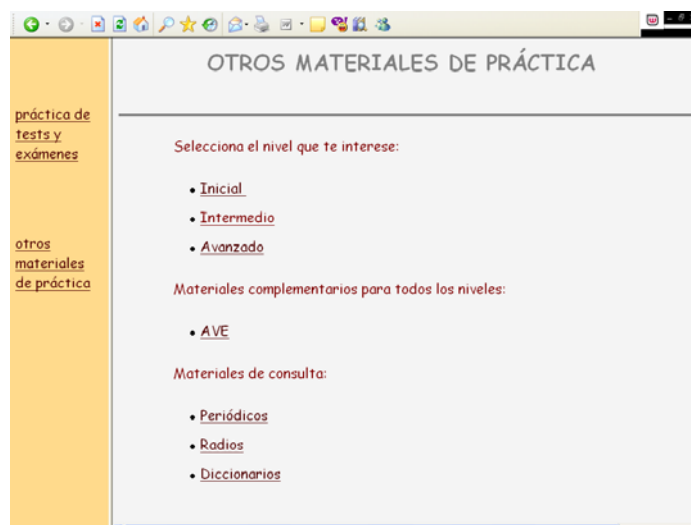 OTROS MATERIALES DE PRÁCTICA
práctica de
tests y
exámenes
otros
materiales
de práctica
Selecciona el nivel que te interese:
• Inicial
• Intermedio
• Avanzado
Materiales complementarios para todos los niveles:
• AVE
Materiales de consulta:
• Periódicos
• Radios
• Diccionarios